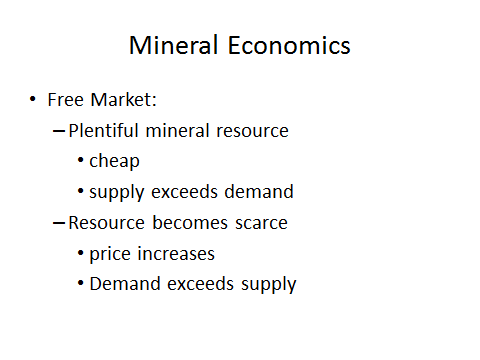 Mineral Economics
• Free Market:
–Plentiful mineral resource
• cheap
• supply exceeds demand
–Resource becomes scarce
• price increases
• Demand exceeds supply